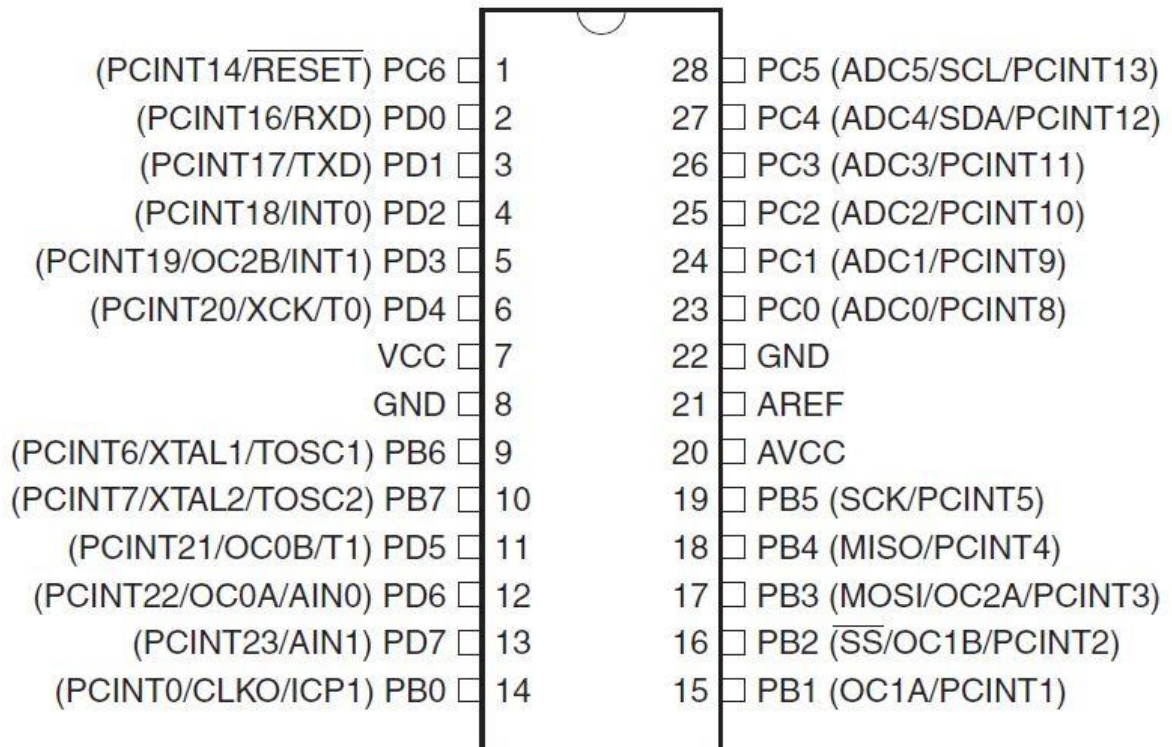 (PCINT14/RESET) PC6 1
28 PC5 (ADC5/SCL/PCINT13)
(PCINT16/RXD) PD0 2
27 PC4 (ADC4/SDA/PCINT12)
(PCINT17/TXD) PD1 3
26 PC3 (ADC3/PCINT11)
(PCINT18/INT0) PD2 4
25 PC2 (ADC2/PCINT10)
(PCINT19/OC2B/INT1) PD3 5
24 PC1 (ADC1/PCINT9)
(PCINT20/XCK/T0) PD4 6
23 PC0 (ADC0/PCINT8)
VCC 7
22 GND
GND 8
21 AREF
(PCINT6/XTAL1/TOSC1) PB6 9
20 AVCC
(PCINT7/XTAL2/TOSC2) PB7 10
19 PB5 (SCK/PCINT5)
(PCINT21/OC0B/T1) PD5 11
18 PB4 (MISO/PCINT4)
(PCINT22/OC0A/AIN0) PD6 12
17 PB3 (MOSI/OC2A/PCINT3)
(PCINT23/AIN1) PD7 13
16 PB2 (SS/OC1B/PCINT2)
(PCINT0/CLKO/ICP1) PB0 14
15 PB1 (OC1A/PCINT1)